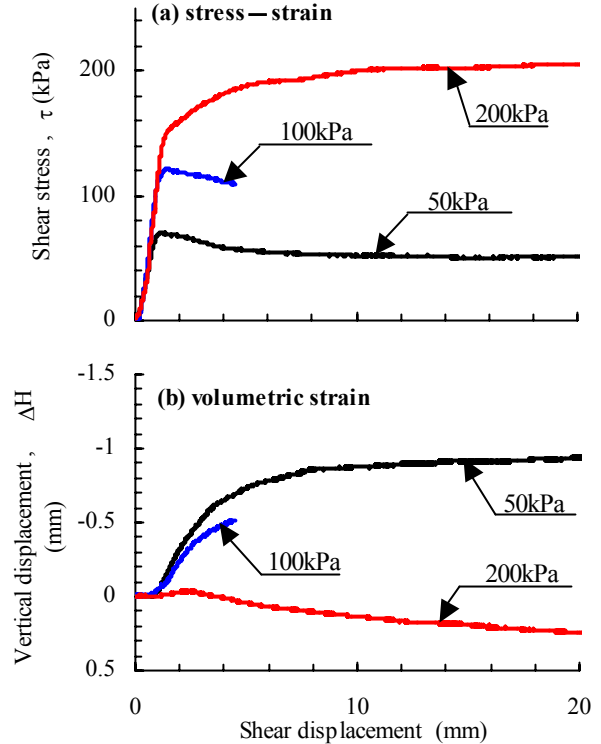 (a) stress—strain
Shear stress , τ (kPa)
200
100
0
200kPa
100kPa
50kPa
(b) volumetric strain
Vertical displacement , ΔH
(mm)
-1.5
-1
-0.5
0
0.5
50kPa
100kPa
200kPa
0 10 20
Shear displacement (mm)